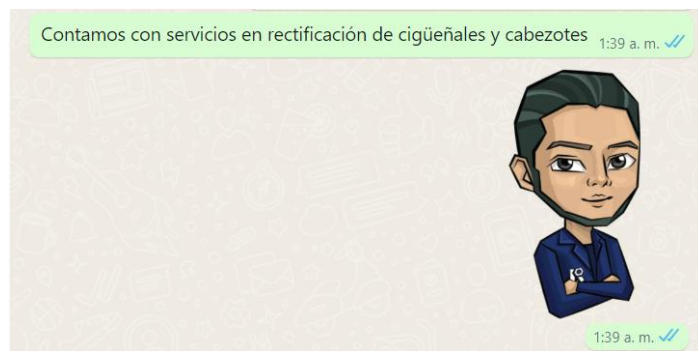 Contamos con servicios en rectificación de cigüeñales y cabezotes
1:39 a. m.
1:39 a. m.